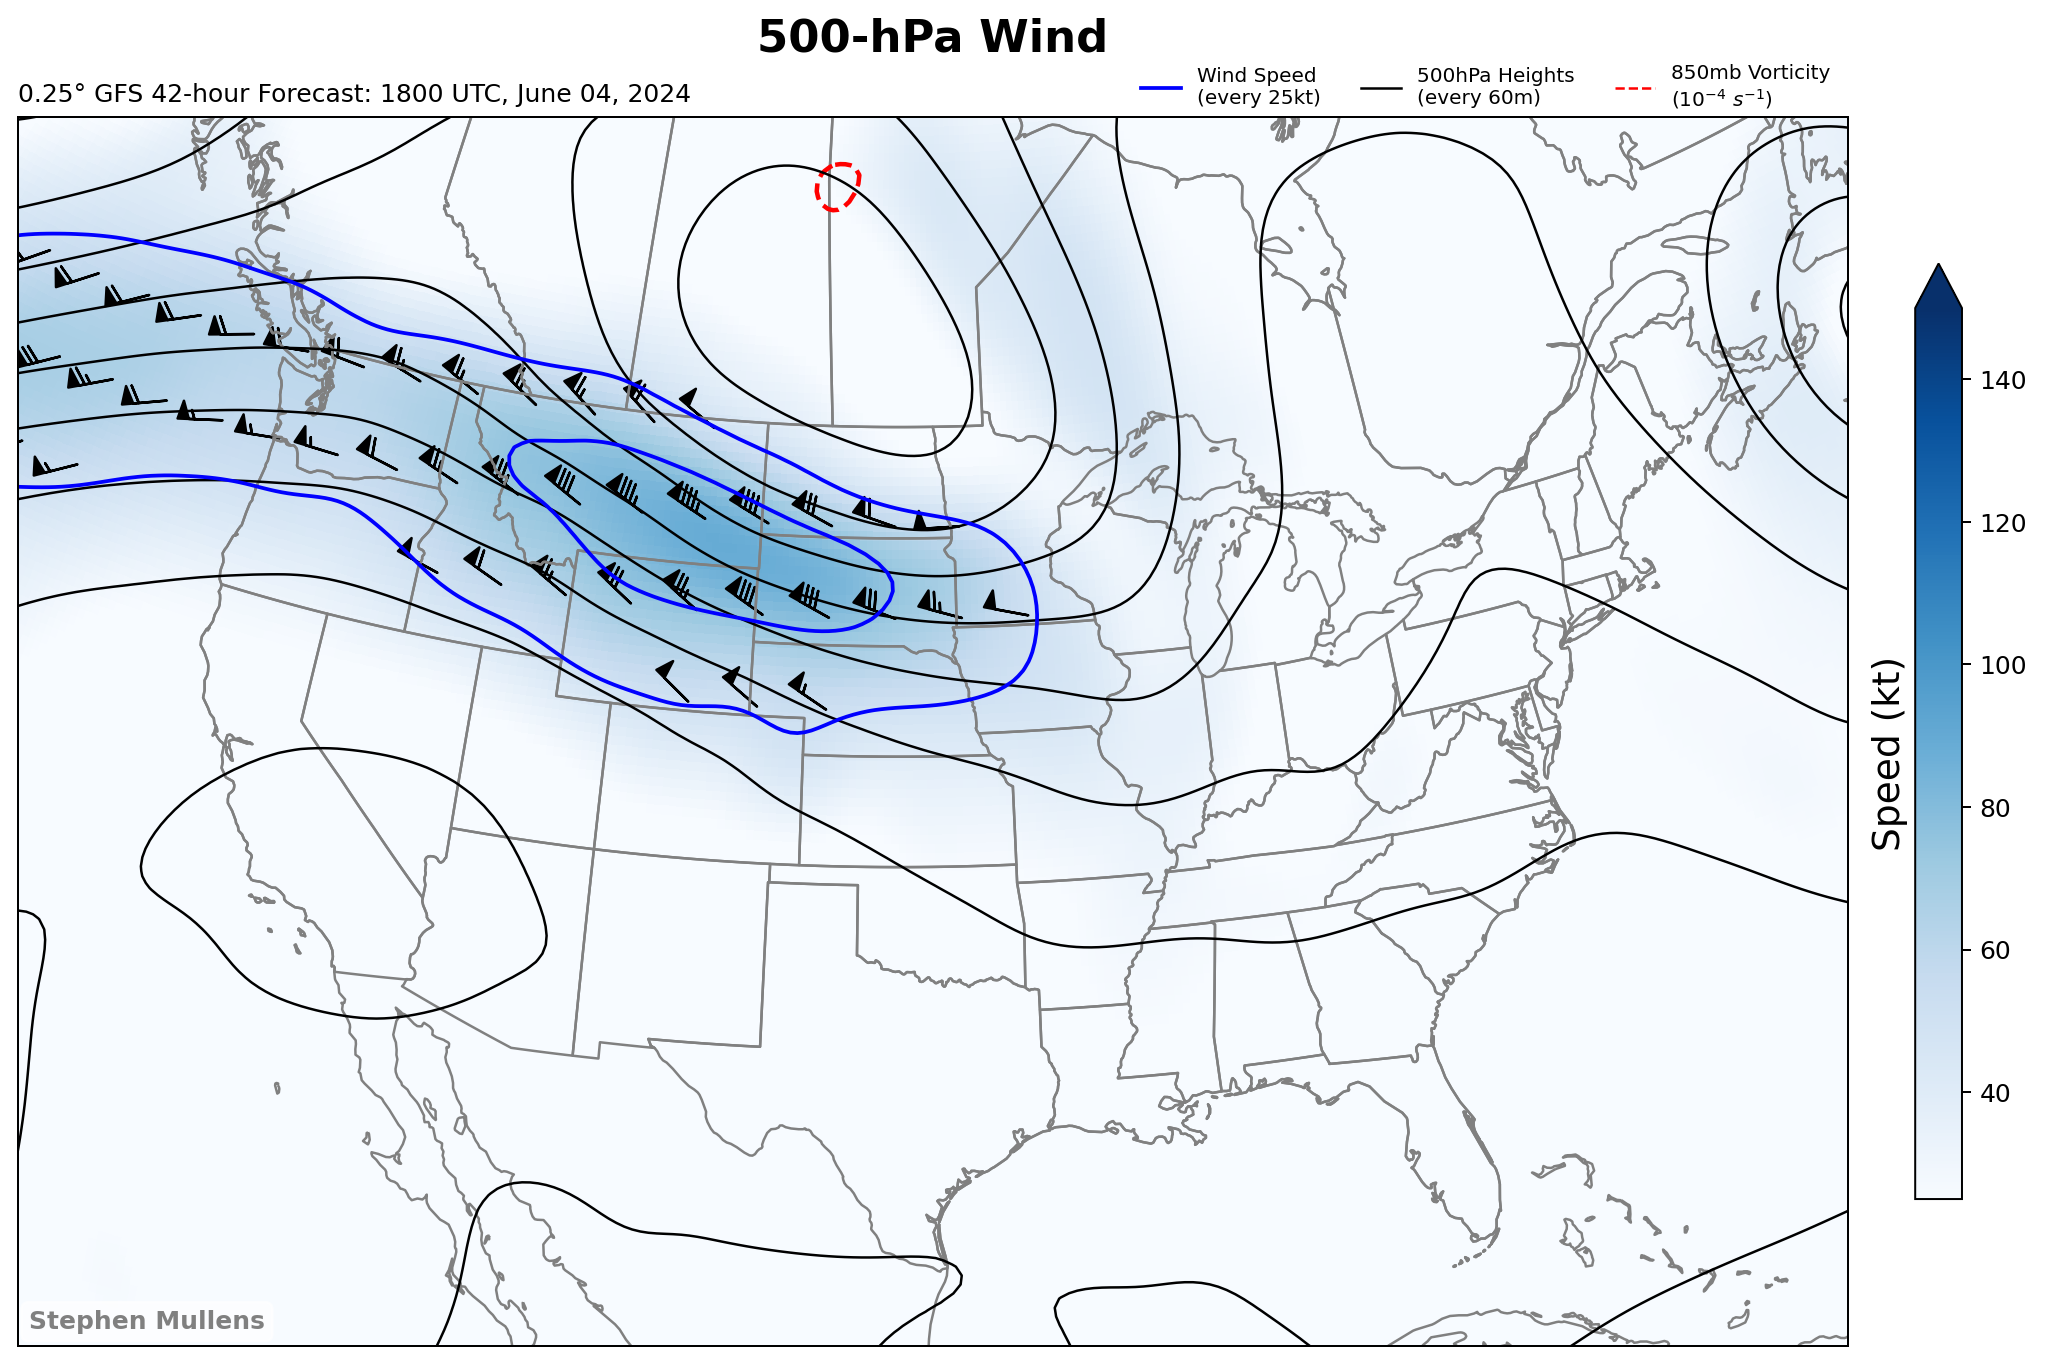 500-hPa Wind
0.25° GFS 42-hour Forecast: 1800 UTC, June 04, 2024
Wind Speed
(every 25kt)
500hPa Heights
(every 60m)
850mb Vorticity
(10⁻⁴ s⁻¹)
140
120
100
80
60
40
Speed (kt)
Stephen Mullens